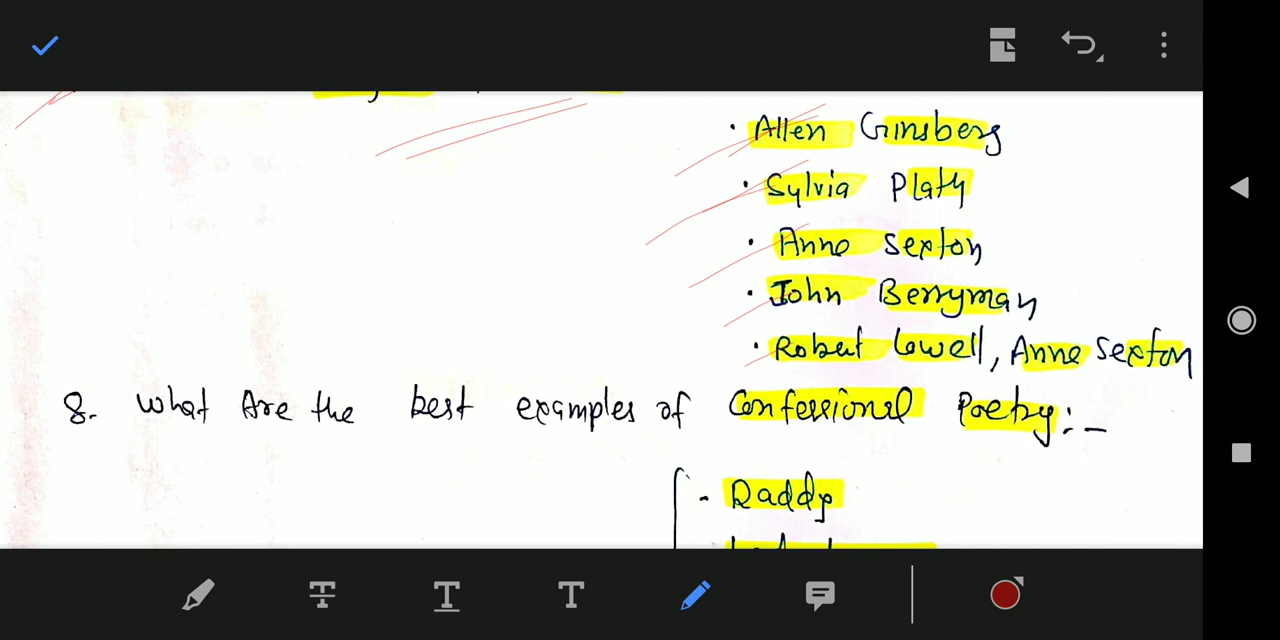 • Allen Ginsberg
• Sylvia Plath
• Anne Sexton
• John Berryman
• Robert Lowell, Anne Sexton
8. What Are the best examples of Confessional Poetry:-
- Daddy